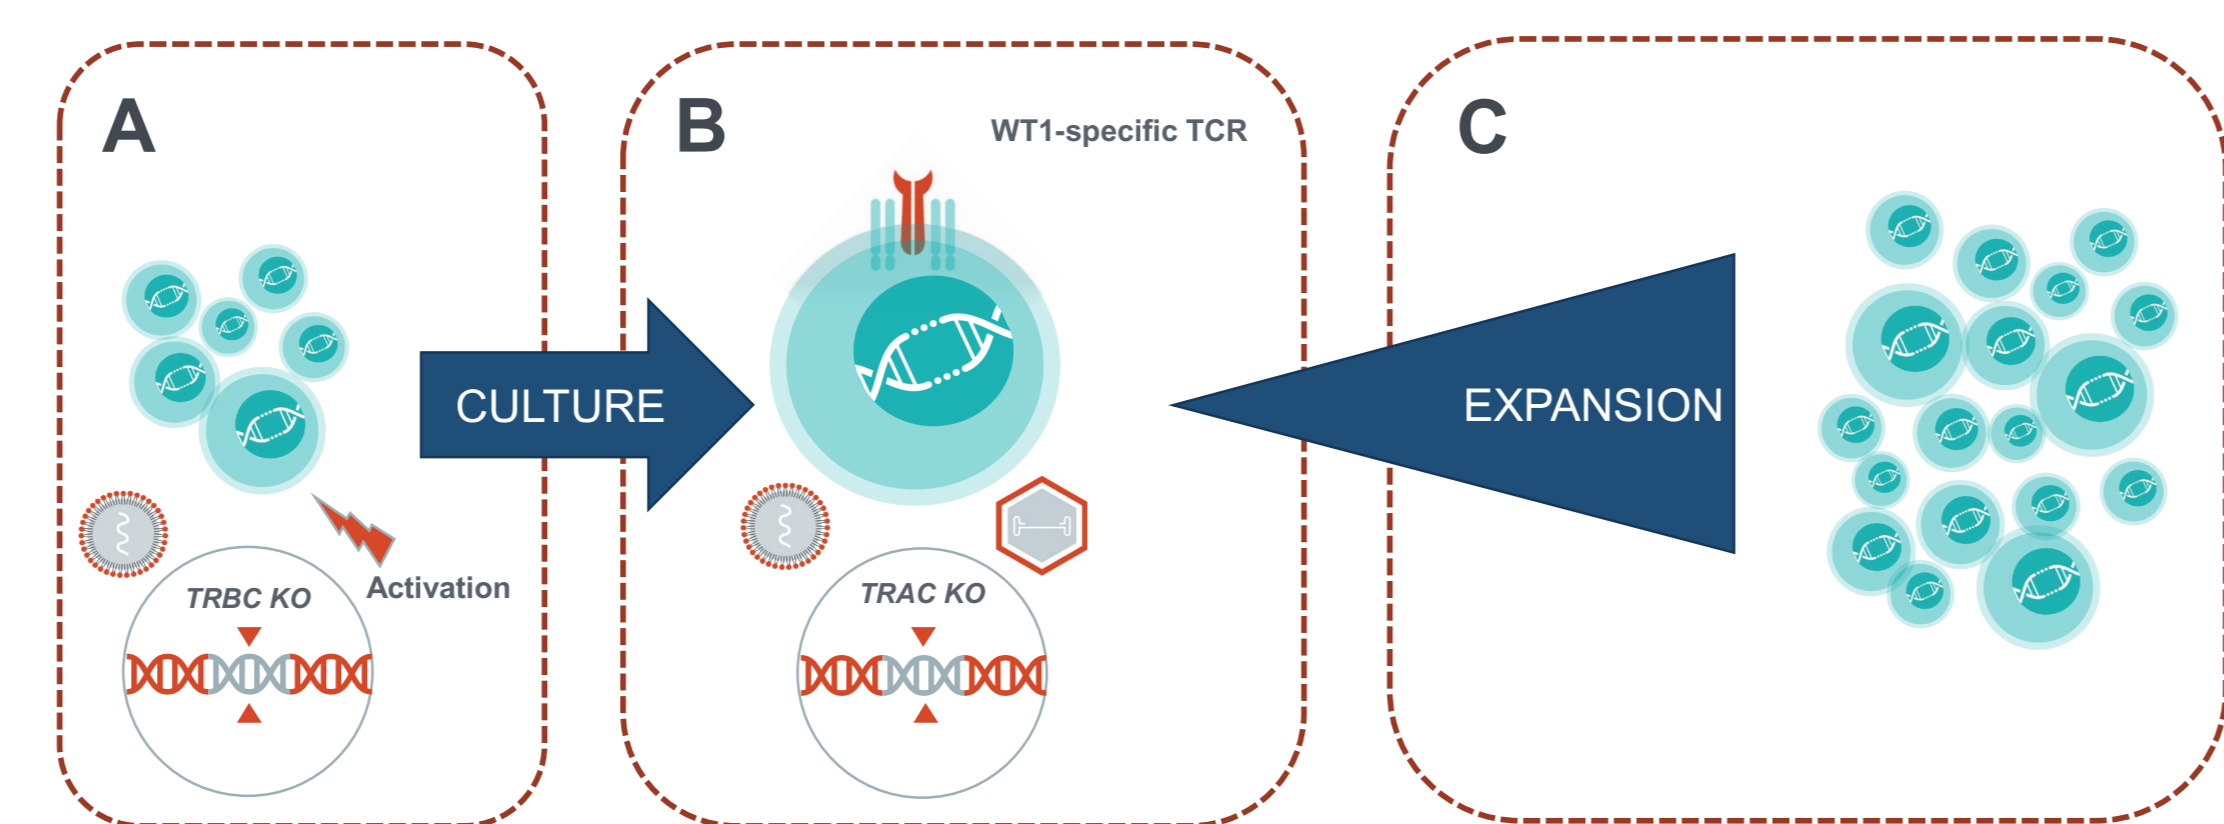 A
TRBC KO
Activation
CULTURE
B
WT1-specific TCR
TRAC KO
EXPANSION
C